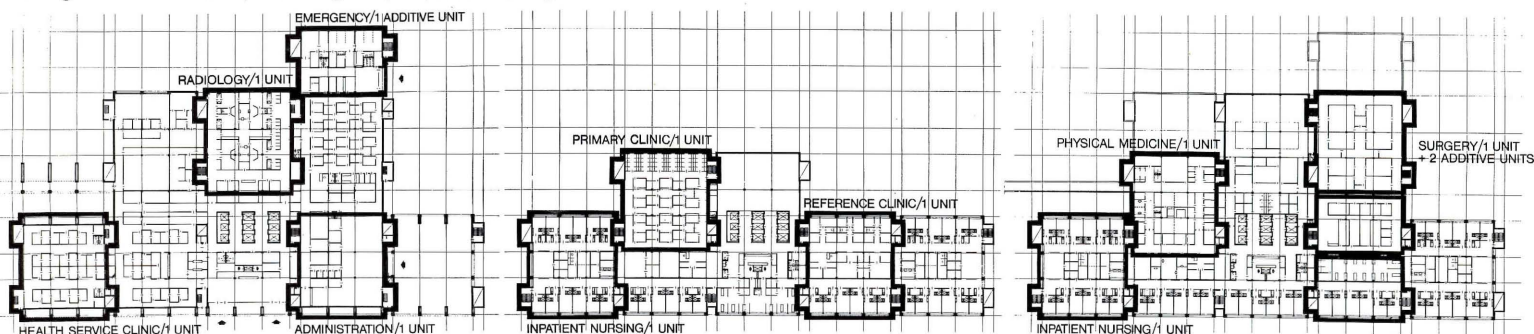 EMERGENCY/1 ADDITIVE UNIT
RADIOLOGY/1 UNIT
HEALTH SERVICE CLINIC/1 UNIT
ADMINISTRATION/1 UNIT
PRIMARY CLINIC/1 UNIT
REFERENCE CLINIC/1 UNIT
INPATIENT NURSING/1 UNIT
PHYSICAL MEDICINE/1 UNIT
SURGERY/1 UNIT
+ 2 ADDITIVE UNITS
INPATIENT NURSING/1 UNIT